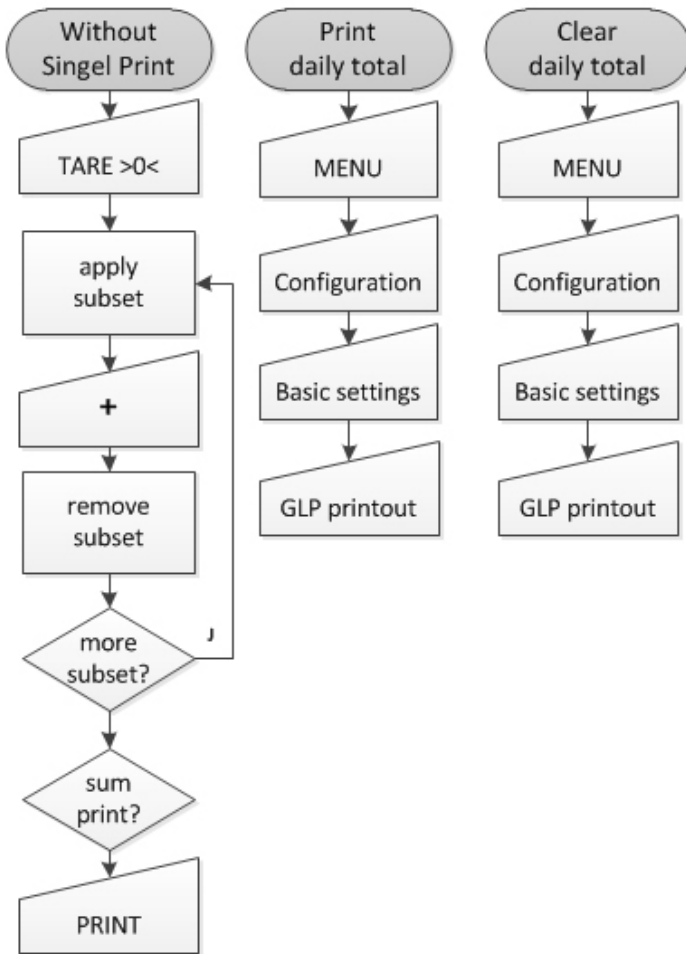 Without
Singel Print
TARE >0<
apply
subset
+
remove
subset
more
subset?
J
sum
print?
PRINT
Print
daily total
MENU
Configuration
Basic settings
GLP printout
Clear
daily total
MENU
Configuration
Basic settings
GLP printout